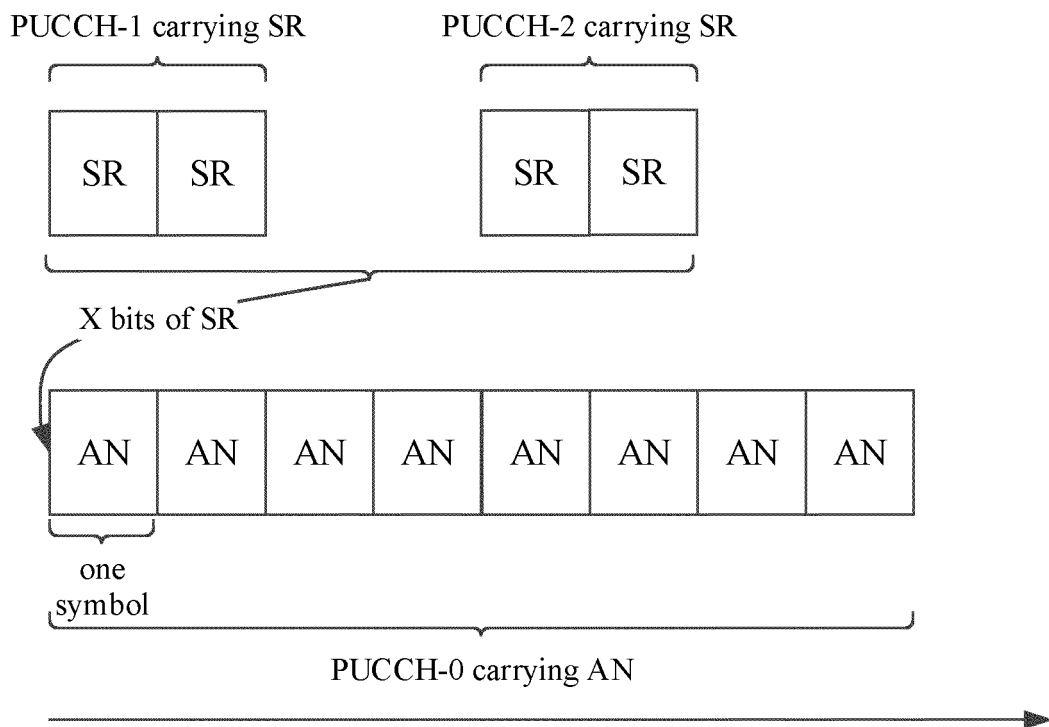 PUCCH-1 carrying SR
PUCCH-2 carrying SR
SR SR SR SR
X bits of SR
AN AN AN AN AN AN AN AN
one
symbol
PUCCH-0 carrying AN